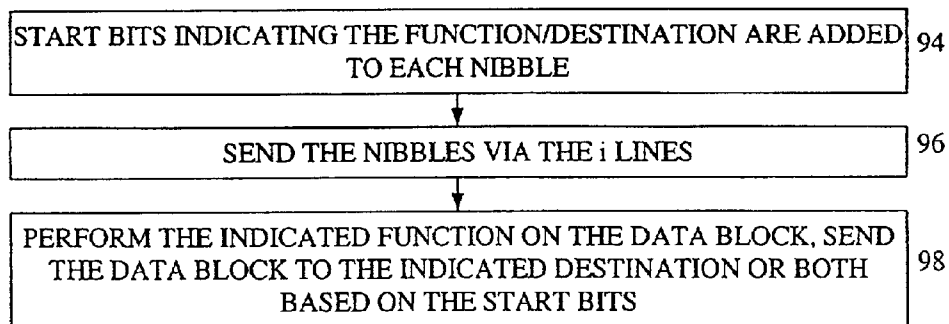 START BITS INDICATING THE FUNCTION/DESTINATION ARE ADDED
TO EACH NIBBLE
94
SEND THE NIBBLES VIA THE i LINES
96
PERFORM THE INDICATED FUNCTION ON THE DATA BLOCK, SEND
THE DATA BLOCK TO THE INDICATED DESTINATION OR BOTH
BASED ON THE START BITS
98